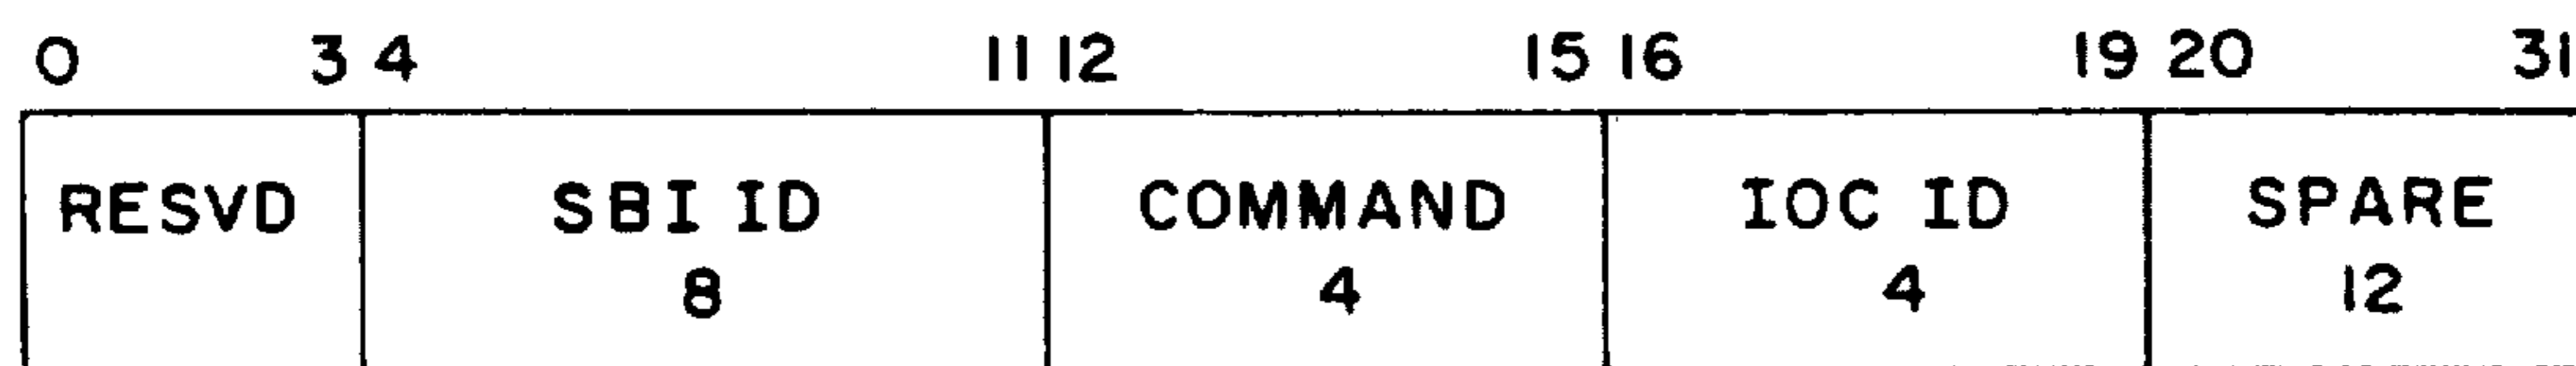 0 3 4 11 12 15 16 19 20 31
RESVD SBI ID COMMAND IOC ID SPARE
8 4 4 12